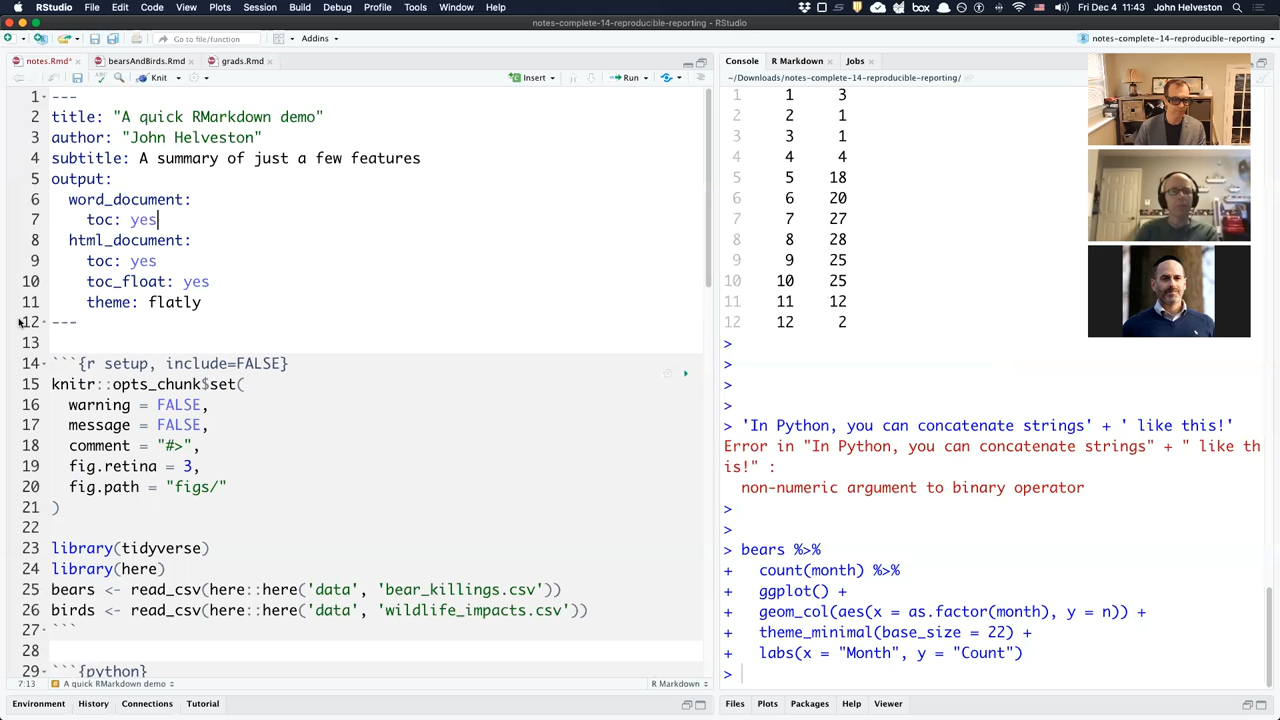 RStudio File Edit Code View Plots Session Build Debug Profile Tools Window Help
box 11:43 Fri Dec 4 11:43 John Helveston
notes-complete-14-reproducible-reporting - RStudio
Go to file/function Addins
notes-complete-14-reproducible-reporting
notes.Rmd* bearsAndBirds.Rmd grads.Rmd
ABC Knit Insert Run
1 ---
2 title: "A quick RMarkdown demo"
3 author: "John Helveston"
4 subtitle: A summary of just a few features
5 output:
6 word_document:
7 toc: yes
8 html_document:
9 toc: yes
10 toc_float: yes
11 theme: flatly
12 ---
13
14 ```{r setup, include=FALSE}
15 knitr::opts_chunk$set(
16 warning = FALSE,
17 message = FALSE,
18 comment = "#>",
19 fig.retina = 3,
20 fig.path = "figs/"
21 )
22
23 library(tidyverse)
24 library(here)
25 bears <- read_csv(here::here('data', 'bear_killings.csv'))
26 birds <- read_csv(here::here('data', 'wildlife_impacts.csv'))
27 ```
28
29 ```{python}
7:13 A quick RMarkdown demo R Markdown
Environment History Connections Tutorial
Console R Markdown Jobs
~/Downloads/notes-complete-14-reproducible-reporting/
1 1 3
2 2 1
3 3 1
4 4 4
5 5 18
6 6 20
7 7 27
8 8 28
9 9 25
10 10 25
11 11 12
12 12 2
>
>
>
>
> 'In Python, you can concatenate strings' + ' like this!'
Error in "In Python, you can concatenate strings" + " like th
is!" :
non-numeric argument to binary operator
>
>
> bears %>%
+ count(month) %>%
+ ggplot() +
+ geom_col(aes(x = as.factor(month), y = n)) +
+ theme_minimal(base_size = 22) +
+ labs(x = "Month", y = "Count")
>
Files Plots Packages Help Viewer